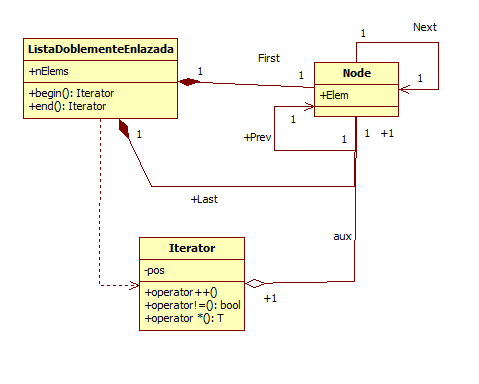 Next
1
ListaDoblementeEnlazada
+nElems
+begin(): Iterator
+end(): Iterator
1
First
1
Node
+Elem
1
1
+Prev
1
1
1
+1
+Last
aux
Iterator
-pos
+operator++()
+operator!=(): bool
+operator *(): T
+1